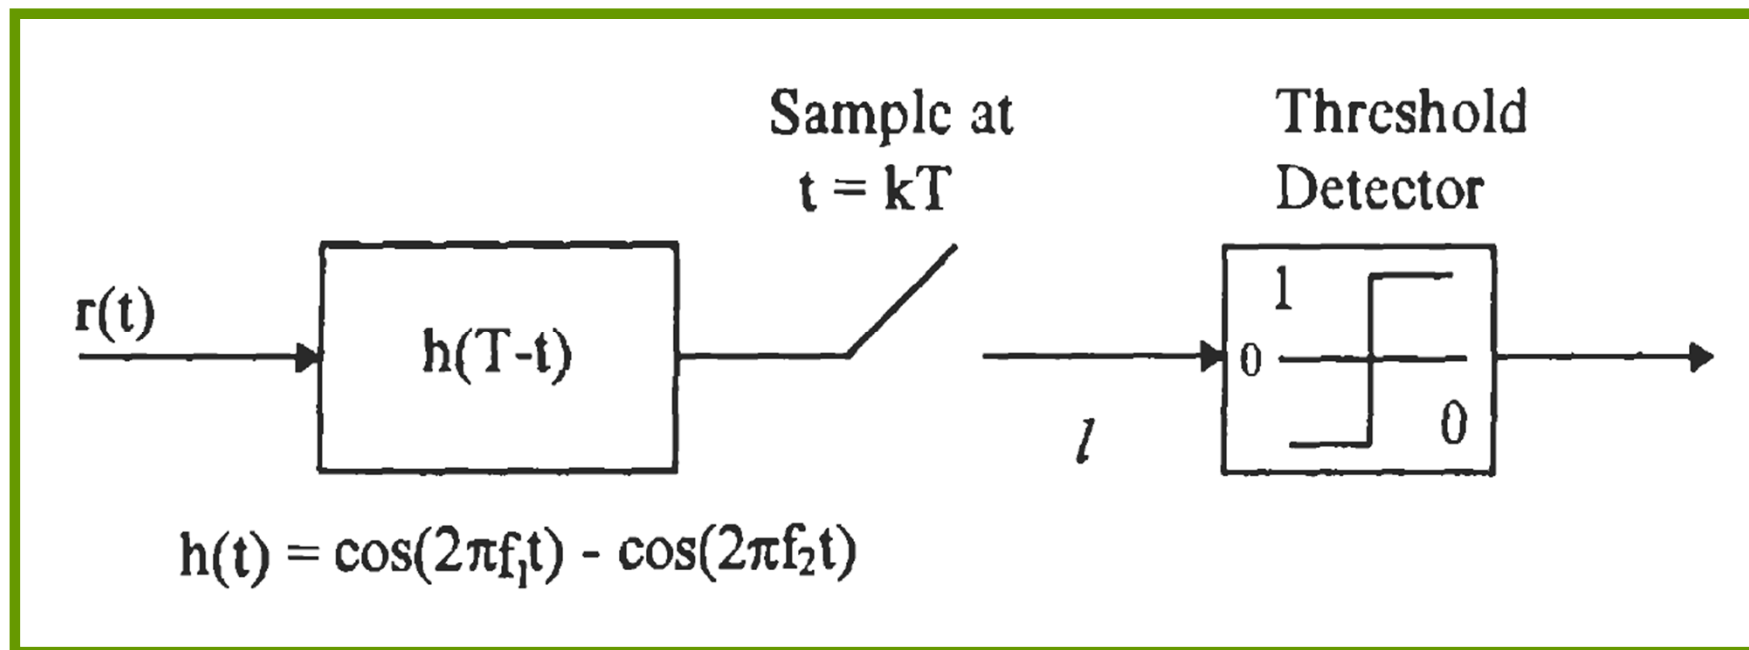 Sample at
t = kT
Threshold
Detector
r(t)
h(T-t)
l
1
0
0
h(t) = cos(2πf₁t) - cos(2πf₂t)